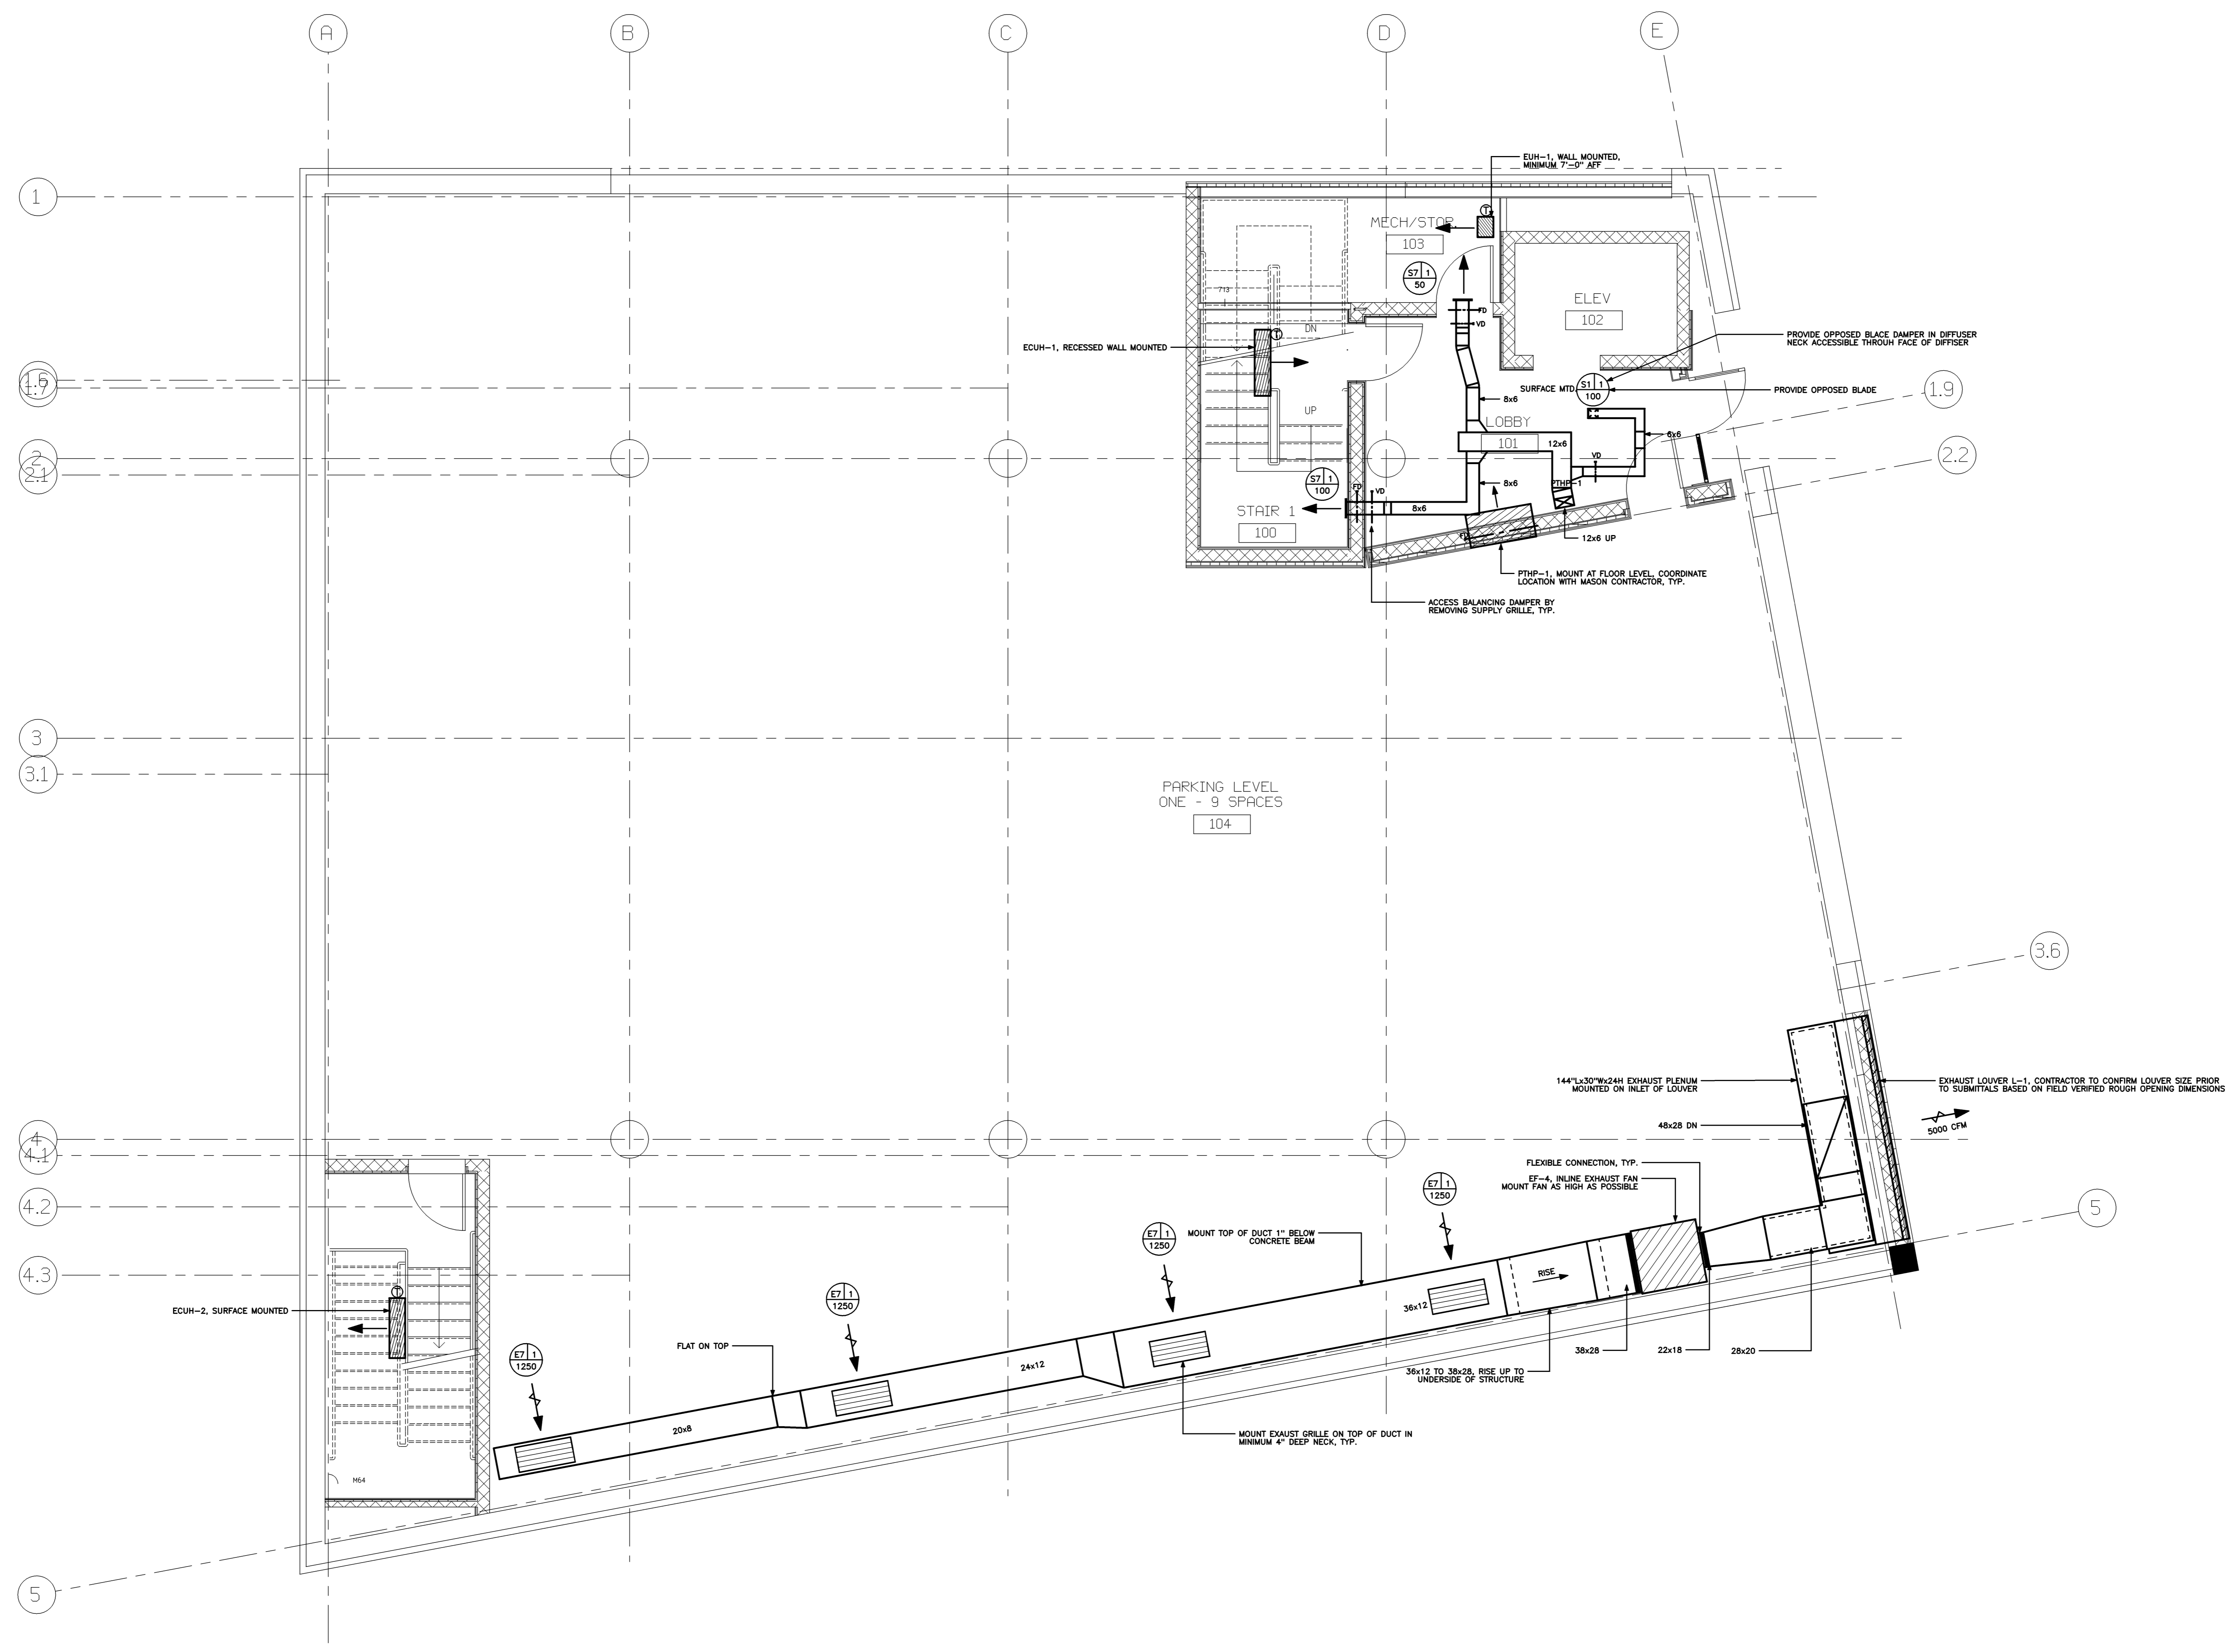 A
B
C
D
E
1
1.6
1.7
2
2.1
3
3.1
4
4.1
4.2
4.3
5
1.9
2.2
3.6
5
EUH-1, WALL MOUNTED,
MINIMUM 7'-0" AFF
T
MECH/STOR.
103
S7 1
50
713
DN
T
UP
ECUH-1, RECESSED WALL MOUNTED
FD
VD
ELEV
102
PROVIDE OPPOSED BLACE DAMPER IN DIFFUSER
NECK ACCESSIBLE THROUH FACE OF DIFFISER
SURFACE MTD.
S1 1
100
PROVIDE OPPOSED BLADE
8x6
LOBBY
101
12x6
6x6
VD
S7 1
100
FD
VD
8x6
8x6
PTHP-1
STAIR 1
100
FD
12x6 UP
PTHP-1, MOUNT AT FLOOR LEVEL, COORDINATE
LOCATION WITH MASON CONTRACTOR, TYP.
ACCESS BALANCING DAMPER BY
REMOVING SUPPLY GRILLE, TYP.
PARKING LEVEL
ONE - 9 SPACES
104
144"Lx30"Wx24H EXHAUST PLENUM
MOUNTED ON INLET OF LOUVER
EXHAUST LOUVER L-1, CONTRACTOR TO CONFIRM LOUVER SIZE PRIOR
TO SUBMITTALS BASED ON FIELD VERIFIED ROUGH OPENING DIMENSIONS
48x28 DN
5000 CFM
FLEXIBLE CONNECTION, TYP.
EF-4, INLINE EXHAUST FAN
MOUNT FAN AS HIGH AS POSSIBLE
E7 1
1250
MOUNT TOP OF DUCT 1" BELOW
CONCRETE BEAM
E7 1
1250
RISE
E7 1
1250
36x12
T
ECUH-2, SURFACE MOUNTED
FLAT ON TOP
E7 1
1250
24x12
38x28
22x18
28x20
36x12 TO 38x28, RISE UP TO
UNDERSIDE OF STRUCTURE
20x8
MOUNT EXAUST GRILLE ON TOP OF DUCT IN
MINIMUM 4" DEEP NECK, TYP.
M64